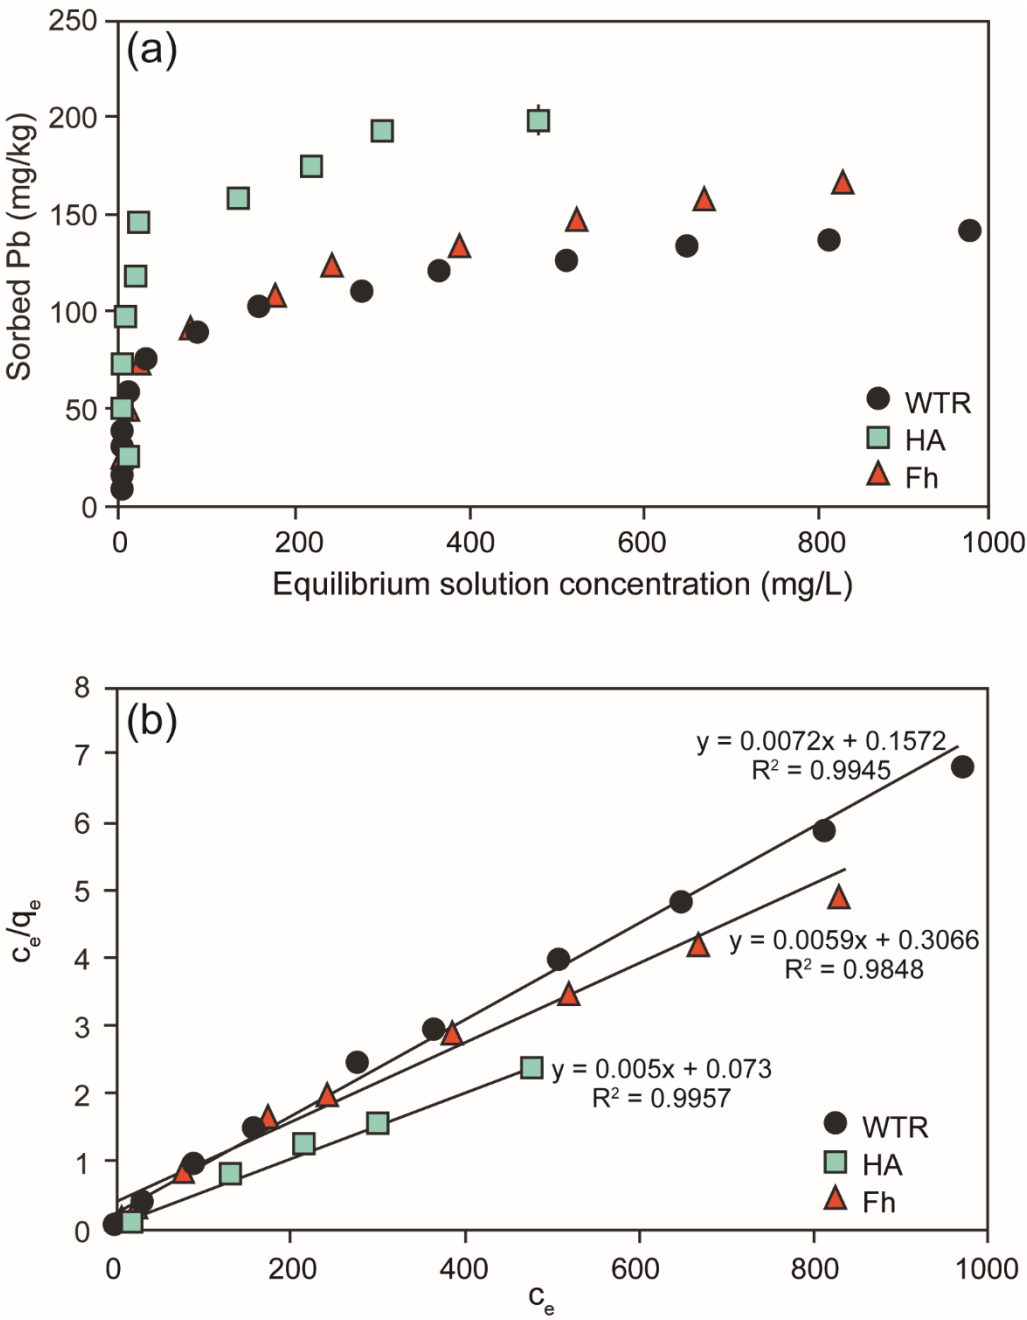 (a)
Sorbed Pb (mg/kg)
250
200
150
100
50
0
0 200 400 600 800 1000
Equilibrium solution concentration (mg/L)
WTR
HA
Fh
(b)
c_e/q_e
8
7
6
5
4
3
2
1
0
y = 0.0072x + 0.1572
R² = 0.9945
y = 0.0059x + 0.3066
R² = 0.9848
y = 0.005x + 0.073
R² = 0.9957
WTR
HA
Fh
0 200 400 600 800 1000
c_e